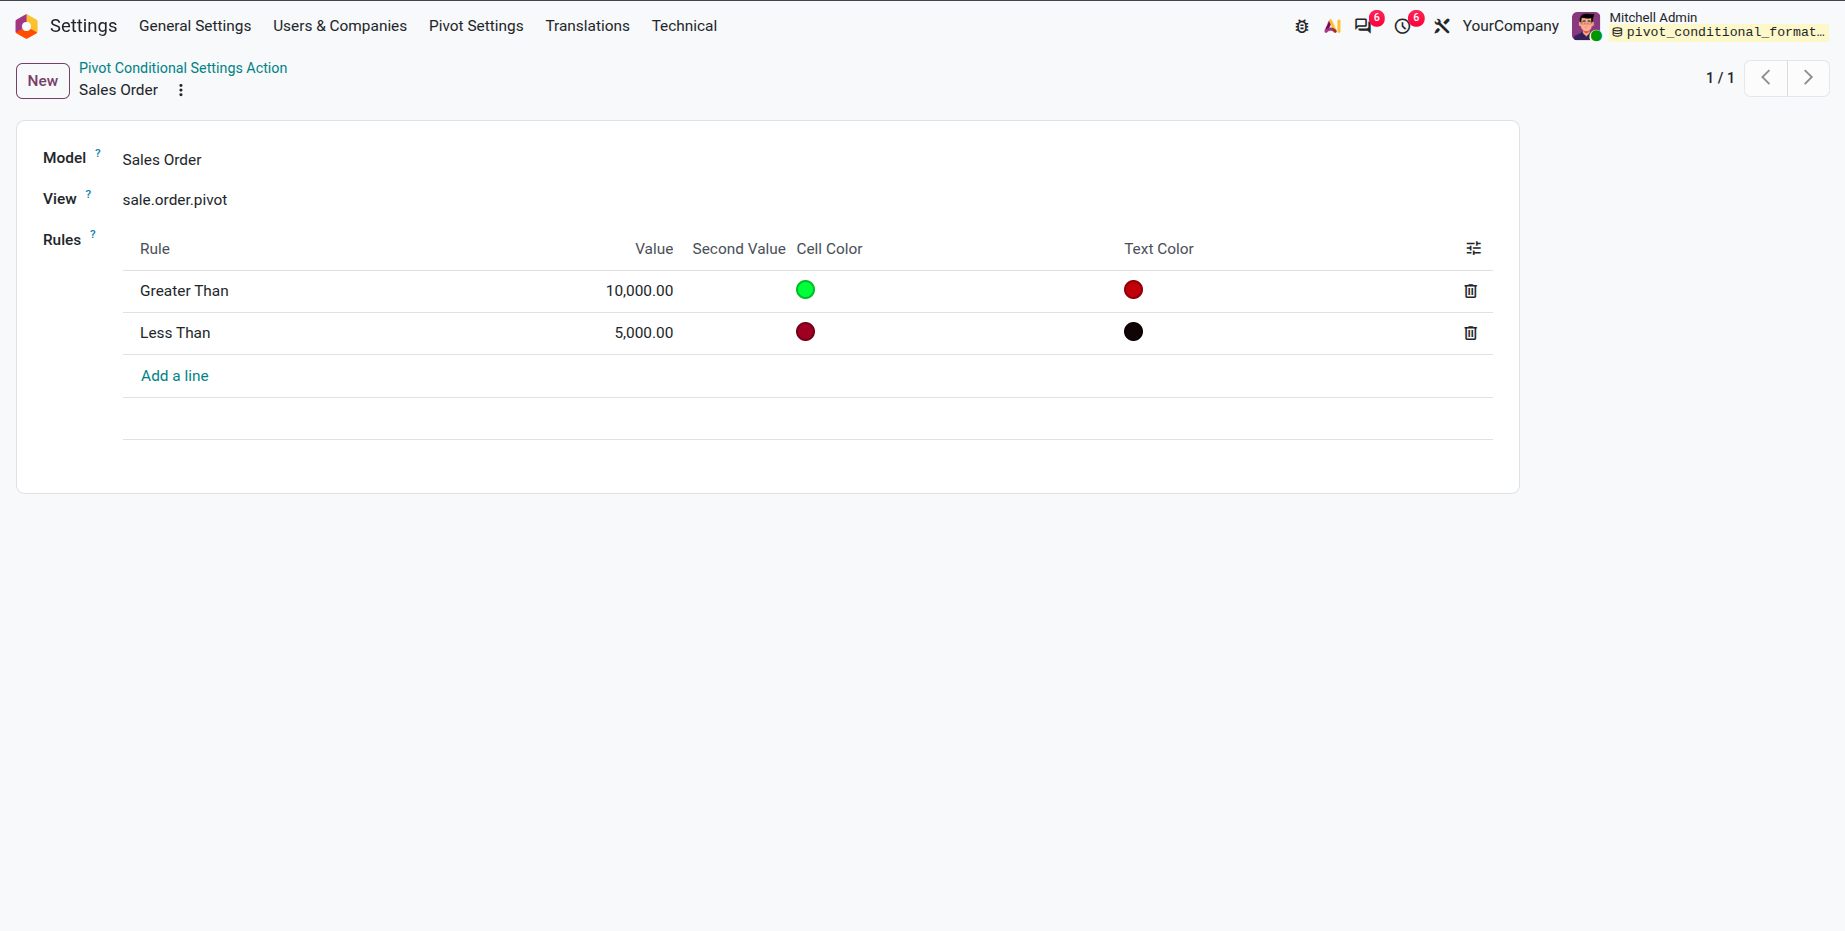 Settings General Settings Users & Companies Pivot Settings Translations Technical AI 6 6 YourCompany Mitchell Admin
pivot_conditional_format...
New Pivot Conditional Settings Action
Sales Order
1 / 1
Model ? Sales Order
View ? sale.order.pivot
Rules ?
Rule Value Second Value Cell Color Text Color
Greater Than 10,000.00
Less Than 5,000.00
Add a line